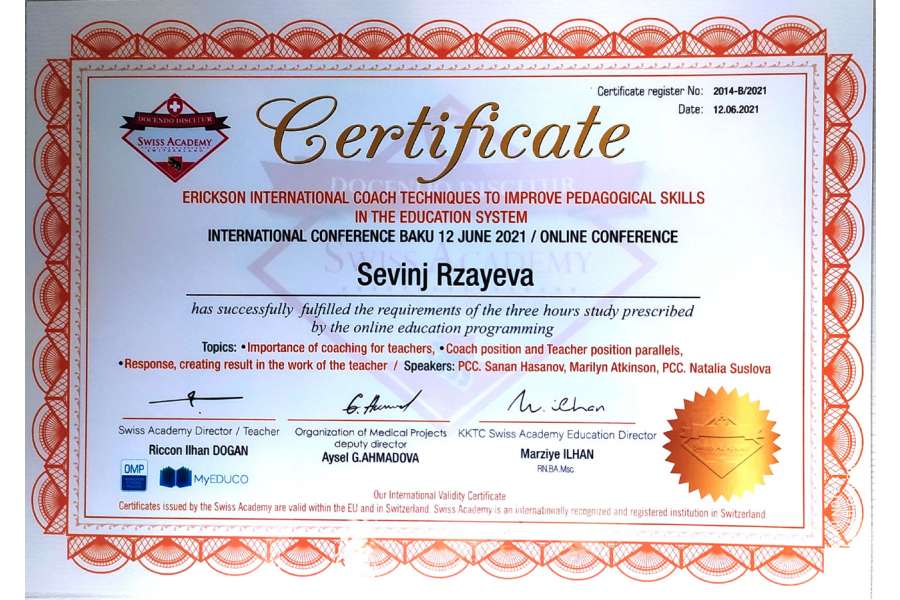 Certificate register No: 2014-B/2021
Date: 12.06.2021
DOCENDO DISCITUR
SWISS ACADEMY
SWITZERLAND
Certificate
DOCENDO DISCITUR
SWISS ACADEMY
ERICKSON INTERNATIONAL COACH TECHNIQUES TO IMPROVE PEDAGOGICAL SKILLS
IN THE EDUCATION SYSTEM
INTERNATIONAL CONFERENCE BAKU 12 JUNE 2021 / ONLINE CONFERENCE
Sevinj Rzayeva
has successfully fulfilled the requirements of the three hours study prescribed
by the online education programming
Topics: •Importance of coaching for teachers, •Coach position and Teacher position parallels,
•Response, creating result in the work of the teacher / Speakers: PCC. Sanan Hasanov, Marilyn Atkinson, PCC. Natalia Suslova
G. Ahmad
M. ilhan
Swiss Academy Director / Teacher
Riccon Ilhan DOGAN
Organization of Medical Projects
deputy director
Aysel G.AHMADOVA
KKTC Swiss Academy Education Director
Marziye ILHAN
RN.BA.Msc
OMP
MyEDUCO
Our International Validity Certificate
Certificates issued by the Swiss Academy are valid within the EU and in Switzerland. Swiss Academy is an internationally recognized and registered institution in Switzerland.